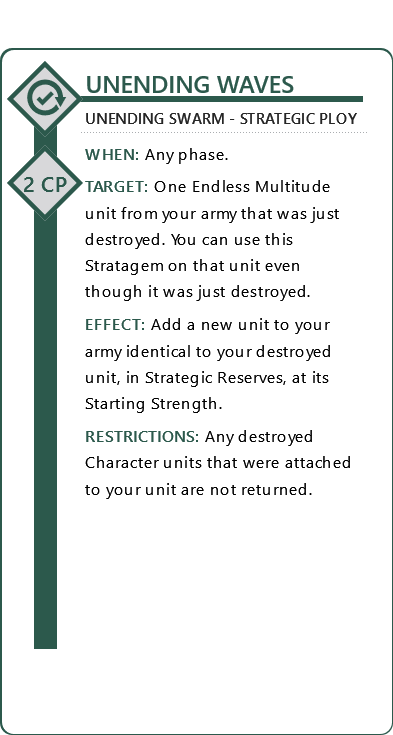 UNENDING WAVES
UNENDING SWARM - STRATEGIC PLOY
WHEN: Any phase.
2 CP
TARGET: One Endless Multitude
unit from your army that was just
destroyed. You can use this
Stratagem on that unit even
though it was just destroyed.
EFFECT: Add a new unit to your
army identical to your destroyed
unit, in Strategic Reserves, at its
Starting Strength.
RESTRICTIONS: Any destroyed
Character units that were attached
to your unit are not returned.